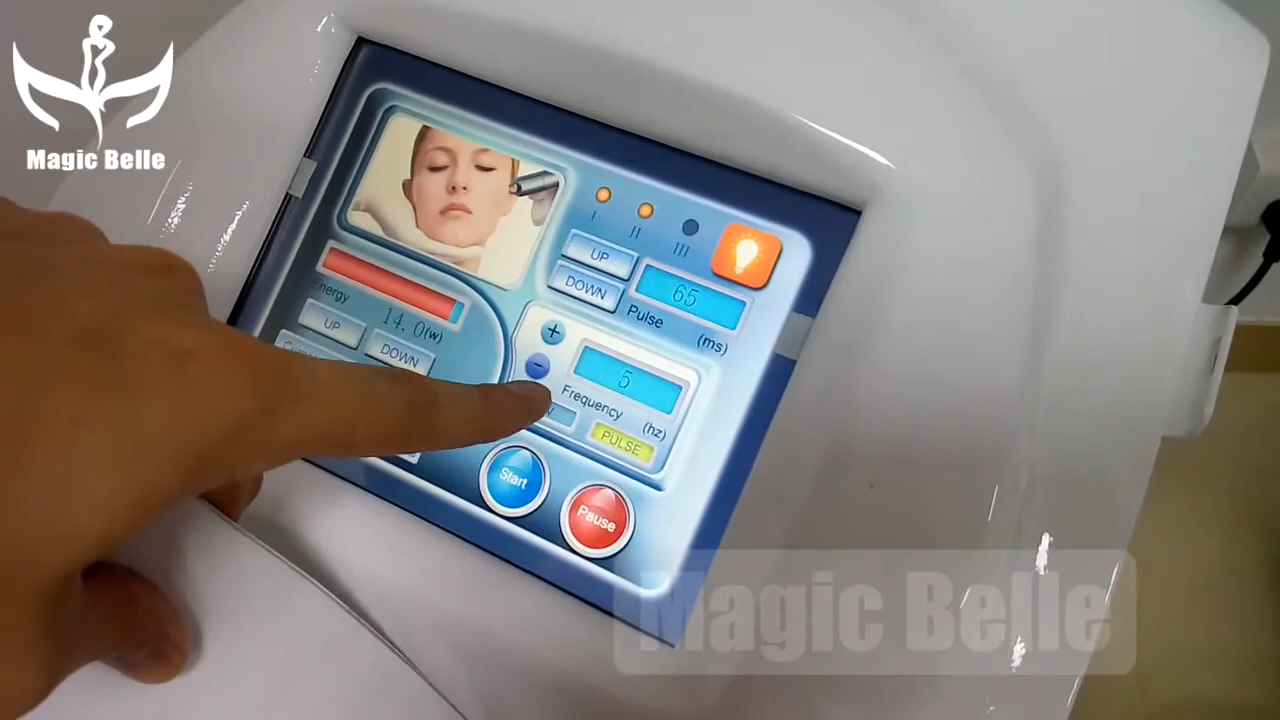 Magic Belle
I
II
III
UP
DOWN
65
Pulse
(ms)
Energy
14.0(w)
UP
DOWN
+
-
5
Frequency
(hz)
PULSE
Start
Pause
Magic Belle